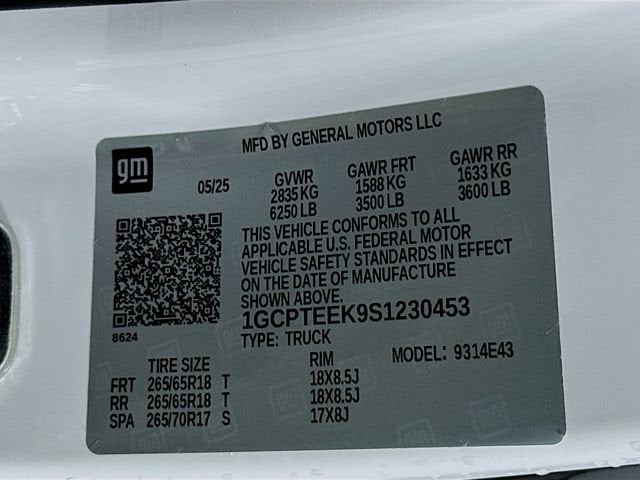 MFD BY GENERAL MOTORS LLC
gm
05/25
GVWR GAWR FRT GAWR RR
2835 KG 1588 KG 1633 KG
6250 LB 3500 LB 3600 LB
THIS VEHICLE CONFORMS TO ALL
APPLICABLE U.S. FEDERAL MOTOR
VEHICLE SAFETY STANDARDS IN EFFECT
ON THE DATE OF MANUFACTURE
SHOWN ABOVE.
1GCPTEEK9S1230453
8624
TYPE: TRUCK
TIRE SIZE RIM MODEL: 9314E43
FRT 265/65R18 T 18X8.5J
RR 265/65R18 T 18X8.5J
SPA 265/70R17 S 17X8J